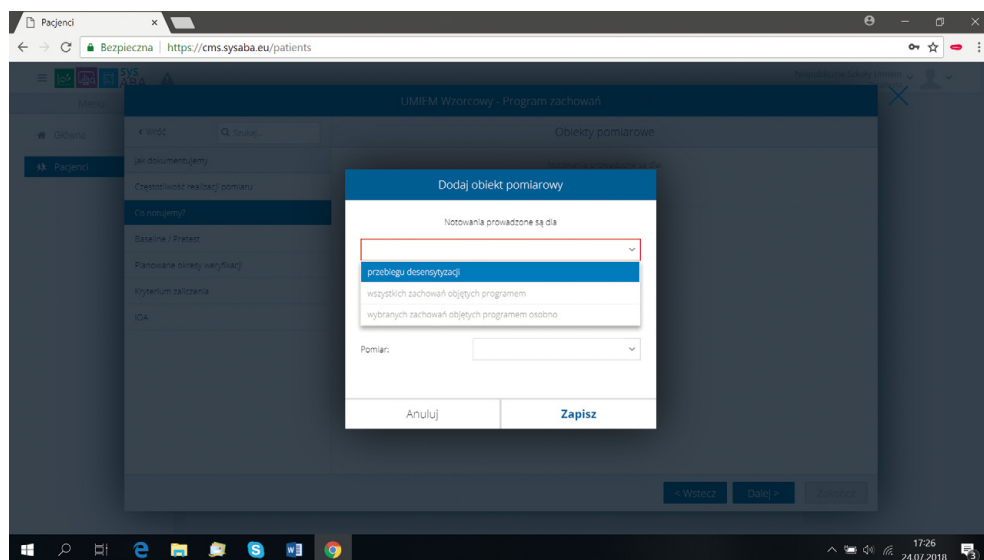 Pacjenci
Bezpieczna https://cms.sysaba.eu/patients
SYS
ABA
Menu
UMIEM Wzorcowy - Program zachowań
Główna
< Wróć
Szukaj...
Obiekty pomiarowe
Pacjenci
Jak dokumentujemy
Częstotliwość realizacji pomiaru
Co notujemy?
Baseline / Pretest
Planowane okresy weryfikacji
Kryterium zaliczenia
IOA
Dodaj obiekt pomiarowy
Notowania prowadzone są dla
przebiegu desensytyzacji
wszystkich zachowań objętych programem
wybranych zachowań objętych programem osobno
Pomiar:
Anuluj
Zapisz
< Wstecz
Dalej >
17:26
24.07.2018